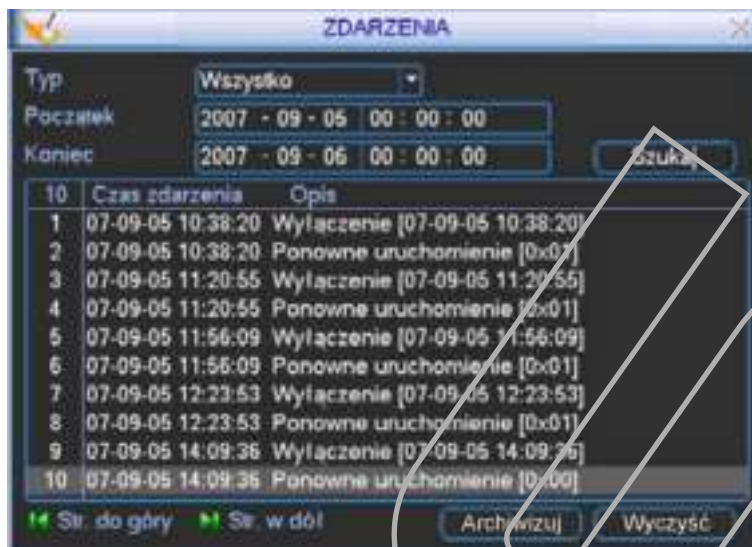 ZDARZENIA
Typ Wszystko
Początek 2007 - 09 - 05 00 : 00 : 00
Koniec 2007 - 09 - 06 00 : 00 : 00 Szukaj
10 Czas zdarzenia Opis
1 07-09-05 10:38:20 Wyłączenie [07-09-05 10:38:20]
2 07-09-05 10:38:20 Ponowne uruchomienie [0x01]
3 07-09-05 11:20:55 Wyłączenie [07-09-05 11:20:55]
4 07-09-05 11:20:55 Ponowne uruchomienie [0x01]
5 07-09-05 11:56:09 Wyłączenie [07-09-05 11:56:09]
6 07-09-05 11:56:09 Ponowne uruchomienie [0x01]
7 07-09-05 12:23:53 Wyłączenie [07-09-05 12:23:53]
8 07-09-05 12:23:53 Ponowne uruchomienie [0x01]
9 07-09-05 14:09:36 Wyłączenie [07-09-05 14:09:36]
10 07-09-05 14:09:36 Ponowne uruchomienie [0x00]
Str. do góry Str. w dół Archiwizuj Wyczyść